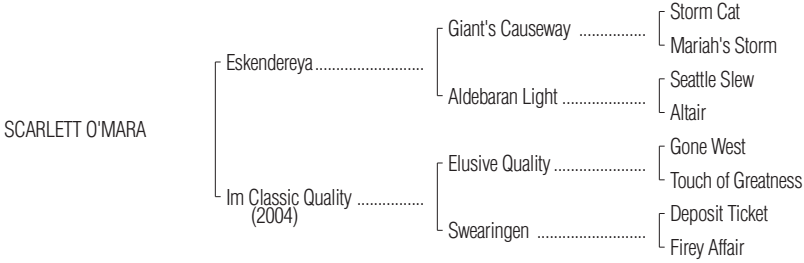 Storm Cat
Giant's Causeway ................
Mariah's Storm
Eskendereya..........................
Seattle Slew
Aldebaran Light ....................
Altair
SCARLETT O'MARA
Gone West
Elusive Quality ......................
Touch of Greatness
Im Classic Quality ................
(2004)
Deposit Ticket
Swearingen ..........................
Firey Affair